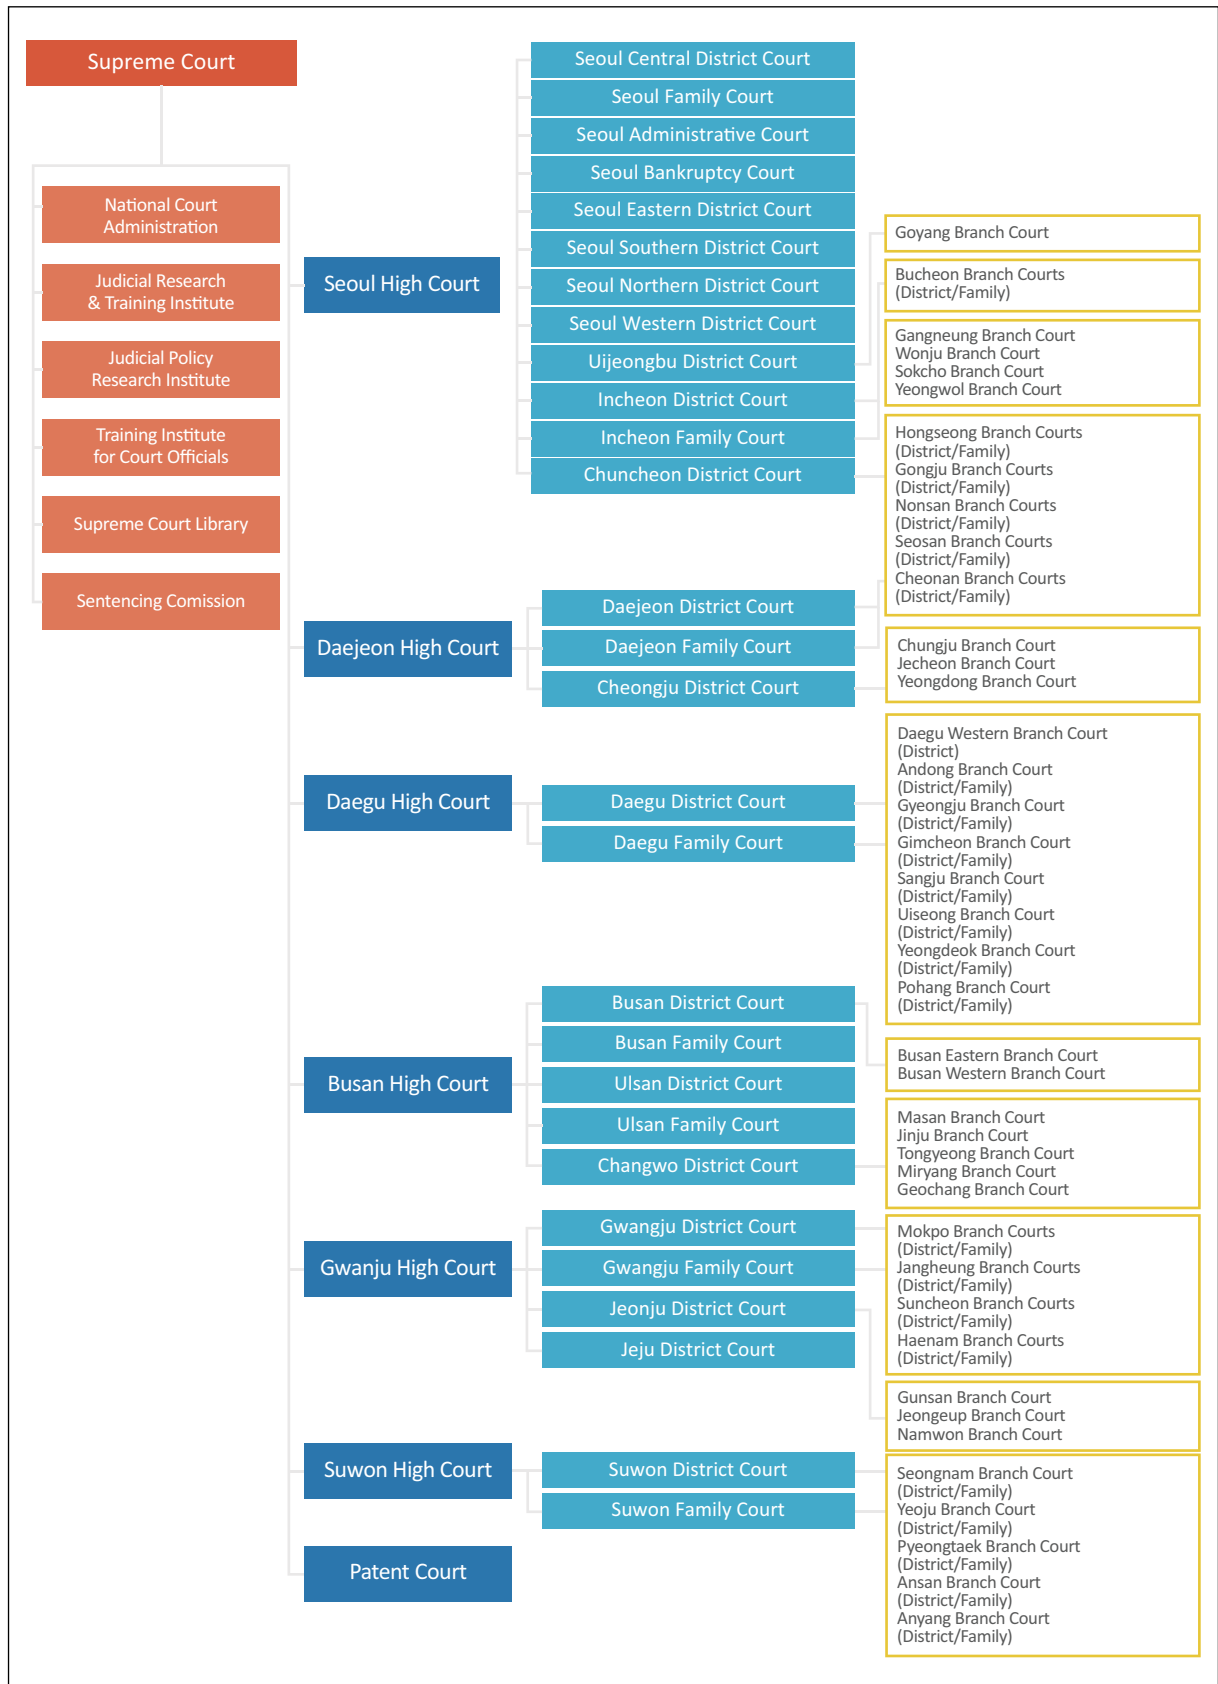 Supreme Court
National Court
Administration
Judicial Research
& Training Institute
Judicial Policy
Research Institute
Training Institute
for Court Officials
Supreme Court Library
Sentencing Comission
Seoul High Court
Seoul Central District Court
Seoul Family Court
Seoul Administrative Court
Seoul Bankruptcy Court
Seoul Eastern District Court
Seoul Southern District Court
Seoul Northern District Court
Seoul Western District Court
Uijeongbu District Court
Incheon District Court
Incheon Family Court
Chuncheon District Court
Goyang Branch Court
Bucheon Branch Courts
(District/Family)
Gangneung Branch Court
Wonju Branch Court
Sokcho Branch Court
Yeongwol Branch Court
Daejeon High Court
Daejeon District Court
Daejeon Family Court
Cheongju District Court
Hongseong Branch Courts
(District/Family)
Gongju Branch Courts
(District/Family)
Nonsan Branch Courts
(District/Family)
Seosan Branch Courts
(District/Family)
Cheonan Branch Courts
(District/Family)
Chungju Branch Court
Jecheon Branch Court
Yeongdong Branch Court
Daegu High Court
Daegu District Court
Daegu Family Court
Daegu Western Branch Court
(District)
Andong Branch Court
(District/Family)
Gyeongju Branch Court
(District/Family)
Gimcheon Branch Court
(District/Family)
Sangju Branch Court
(District/Family)
Uiseong Branch Court
(District/Family)
Yeongdeok Branch Court
(District/Family)
Pohang Branch Court
(District/Family)
Busan High Court
Busan District Court
Busan Family Court
Ulsan District Court
Ulsan Family Court
Changwo District Court
Busan Eastern Branch Court
Busan Western Branch Court
Masan Branch Court
Jinju Branch Court
Tongyeong Branch Court
Miryang Branch Court
Geochang Branch Court
Gwanju High Court
Gwangju District Court
Gwangju Family Court
Jeonju District Court
Jeju District Court
Mokpo Branch Courts
(District/Family)
Jangheung Branch Courts
(District/Family)
Suncheon Branch Courts
(District/Family)
Haenam Branch Courts
(District/Family)
Gunsan Branch Court
Jeongeup Branch Court
Namwon Branch Court
Suwon High Court
Suwon District Court
Suwon Family Court
Seongnam Branch Court
(District/Family)
Yeoju Branch Court
(District/Family)
Pyeongtaek Branch Court
(District/Family)
Ansan Branch Court
(District/Family)
Anyang Branch Court
(District/Family)
Patent Court